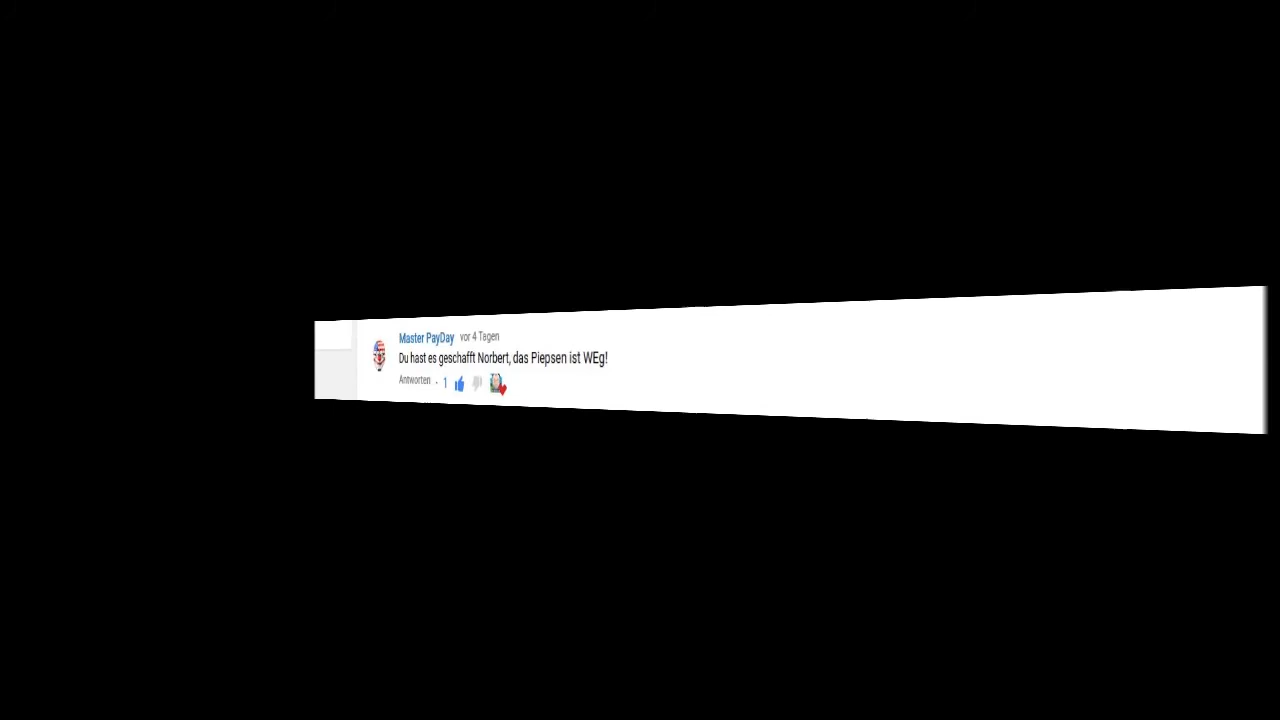 Master PayDay vor 4 Tagen
Du hast es geschafft Norbert, das Piepsen ist WEg!
Antworten · 1